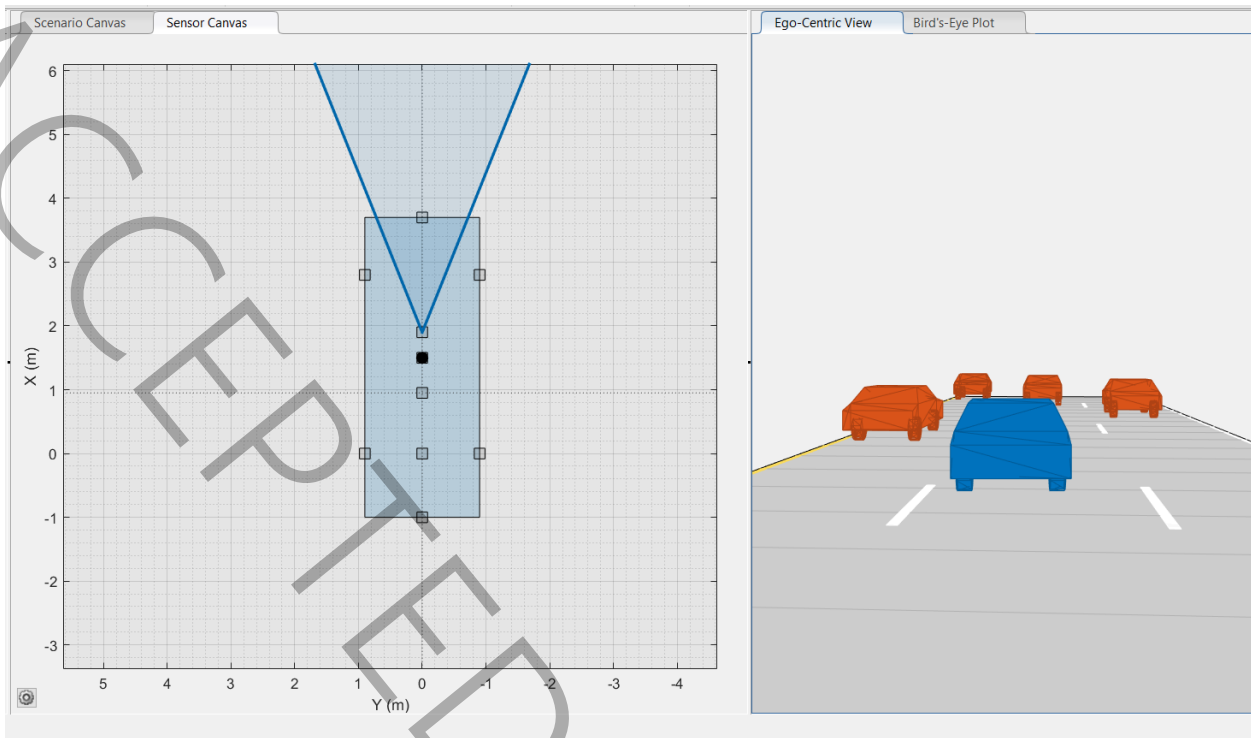 Scenario Canvas
Sensor Canvas
6
5
4
3
2
1
0
-1
-2
-3
X (m)
5
4
3
2
1
0
-1
-2
-3
-4
Y (m)
Ego-Centric View
Bird's-Eye Plot
ACCEPTED